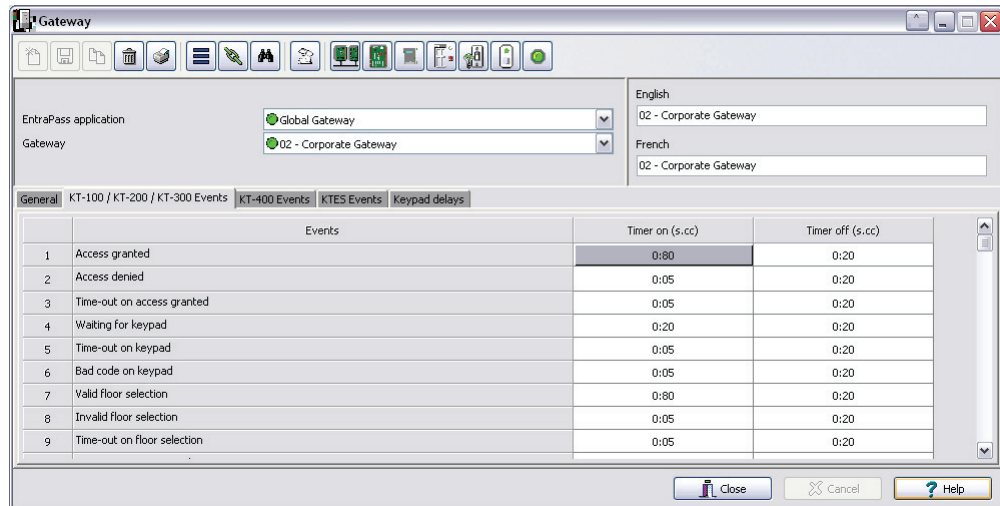 Gateway
English
EntraPass application Global Gateway 02 - Corporate Gateway
Gateway 02 - Corporate Gateway French
02 - Corporate Gateway
General KT-100 / KT-200 / KT-300 Events KT-400 Events KTES Events Keypad delays
Events Timer on (s.cc) Timer off (s.cc)
1 Access granted 0:80 0:20
2 Access denied 0:05 0:20
3 Time-out on access granted 0:05 0:20
4 Waiting for keypad 0:20 0:20
5 Time-out on keypad 0:05 0:20
6 Bad code on keypad 0:05 0:20
7 Valid floor selection 0:80 0:20
8 Invalid floor selection 0:05 0:20
9 Time-out on floor selection 0:05 0:20
Close Cancel ? Help